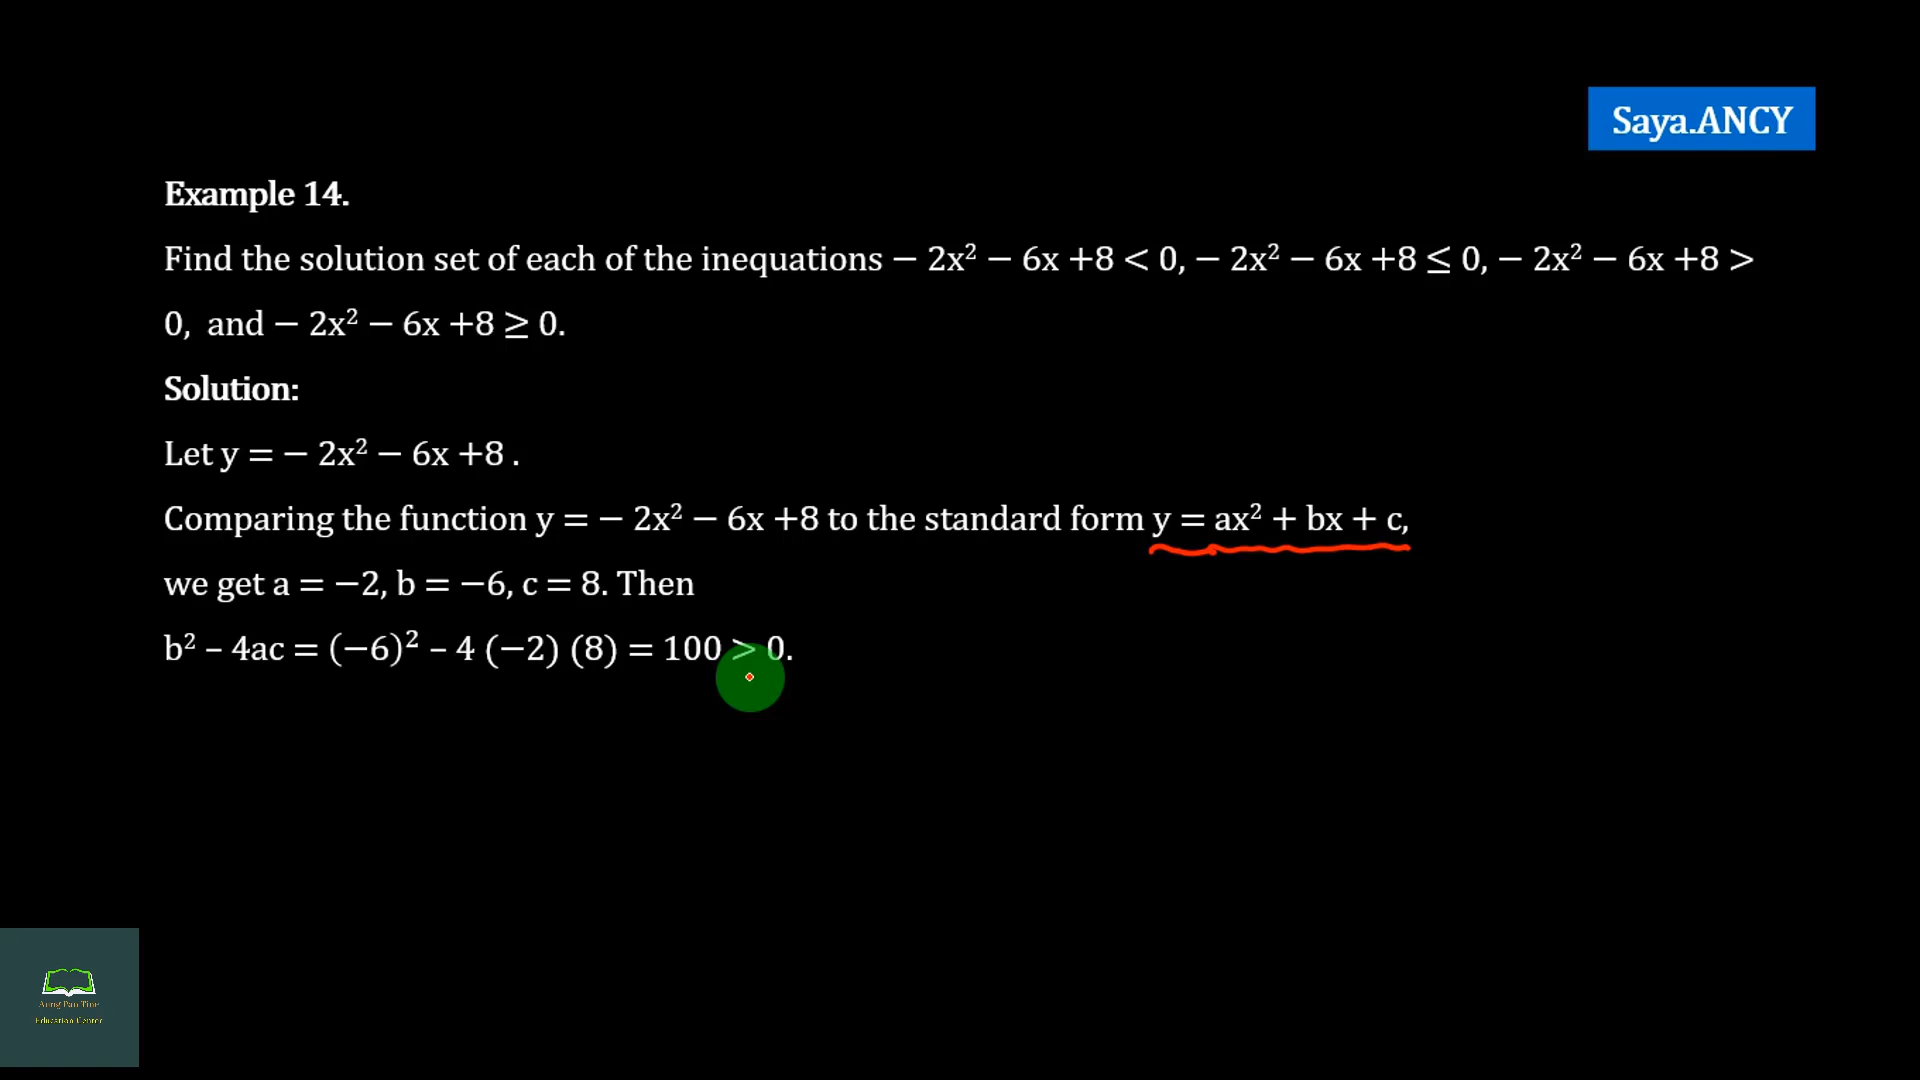 Saya.ANCY
Example 14.
Find the solution set of each of the inequations − 2x² − 6x +8 < 0, − 2x² − 6x +8 ≤ 0, − 2x² − 6x +8 >
0,  and − 2x² − 6x +8 ≥ 0.
Solution:
Let y = − 2x² − 6x +8 .
Comparing the function y = − 2x² − 6x +8 to the standard form y = ax² + bx + c,
we get a = −2, b = −6, c = 8. Then
b² – 4ac = (−6)² – 4 (−2) (8) = 100 > 0.
Education Center